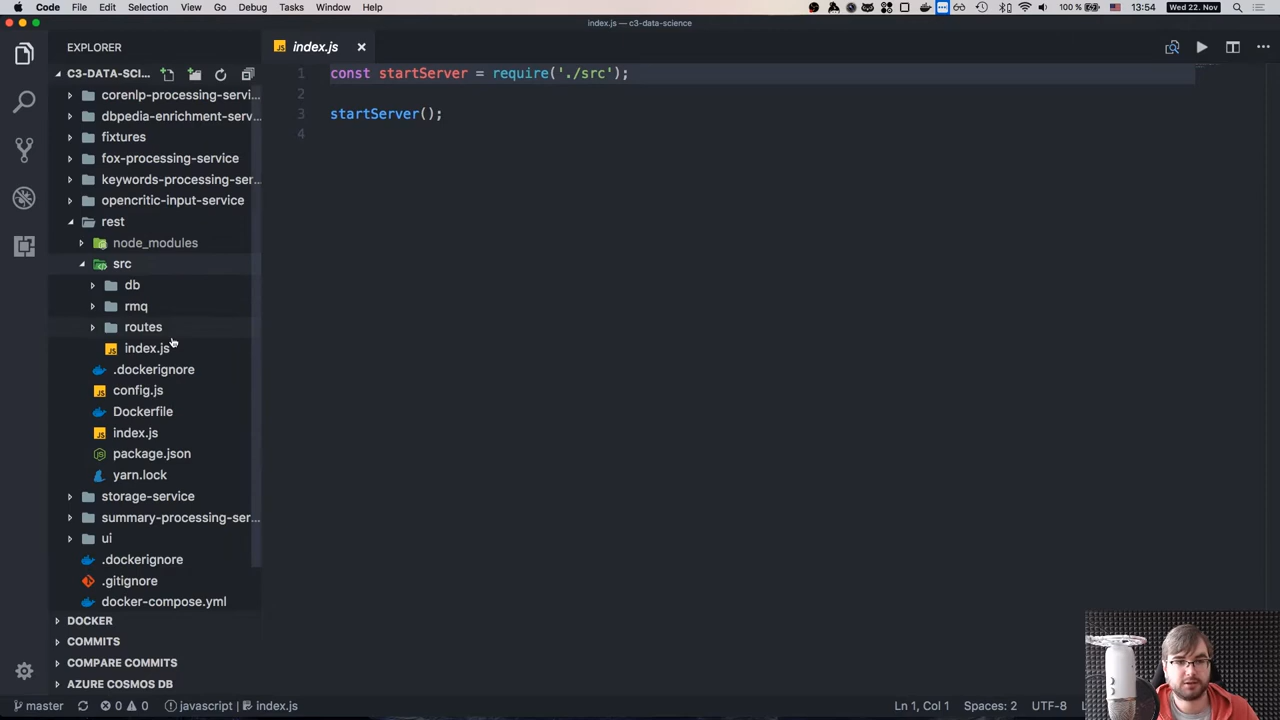 Code File Edit Selection View Go Debug Tasks Window Help 100 % 13:54 Wed 22. Nov
index.js — c3-data-science
EXPLORER
index.js
C3-DATA-SCI...
corenlp-processing-servi...
dbpedia-enrichment-serv...
fixtures
fox-processing-service
keywords-processing-ser...
opencritic-input-service
rest
node_modules
src
db
rmq
routes
index.js
.dockerignore
config.js
Dockerfile
index.js
package.json
yarn.lock
storage-service
summary-processing-ser...
ui
.dockerignore
.gitignore
docker-compose.yml
DOCKER
COMMITS
COMPARE COMMITS
AZURE COSMOS DB
1 const startServer = require('./src');
2
3 startServer();
4
master 0 0 javascript index.js Ln 1, Col 1 Spaces: 2 UTF-8